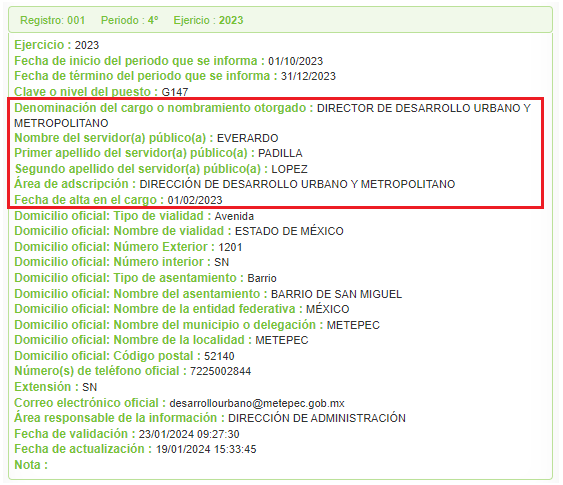 Registro: 001 Periodo : 4º Ejericio : 2023
Ejercicio : 2023
Fecha de inicio del periodo que se informa : 01/10/2023
Fecha de término del periodo que se informa : 31/12/2023
Clave o nivel del puesto : G147
Denominación del cargo o nombramiento otorgado : DIRECTOR DE DESARROLLO URBANO Y
METROPOLITANO
Nombre del servidor(a) público(a) : EVERARDO
Primer apellido del servidor(a) público(a) : PADILLA
Segundo apellido del servidor(a) público(a) : LOPEZ
Área de adscripción : DIRECCIÓN DE DESARROLLO URBANO Y METROPOLITANO
Fecha de alta en el cargo : 01/02/2023
Domicilio oficial: Tipo de vialidad : Avenida
Domicilio oficial: Nombre de vialidad : ESTADO DE MÉXICO
Domicilio oficial: Número Exterior : 1201
Domicilio oficial: Número interior : SN
Domicilio oficial: Tipo de asentamiento : Barrio
Domicilio oficial: Nombre del asentamiento : BARRIO DE SAN MIGUEL
Domicilio oficial: Nombre de la entidad federativa : MÉXICO
Domicilio oficial: Nombre del municipio o delegación : METEPEC
Domicilio oficial: Nombre de la localidad : METEPEC
Domicilio oficial: Código postal : 52140
Número(s) de teléfono oficial : 7225002844
Extensión : SN
Correo electrónico oficial : desarrollourbano@metepec.gob.mx
Área responsable de la información : DIRECCIÓN DE ADMINISTRACIÓN
Fecha de validación : 23/01/2024 09:27:30
Fecha de actualización : 19/01/2024 15:33:45
Nota :